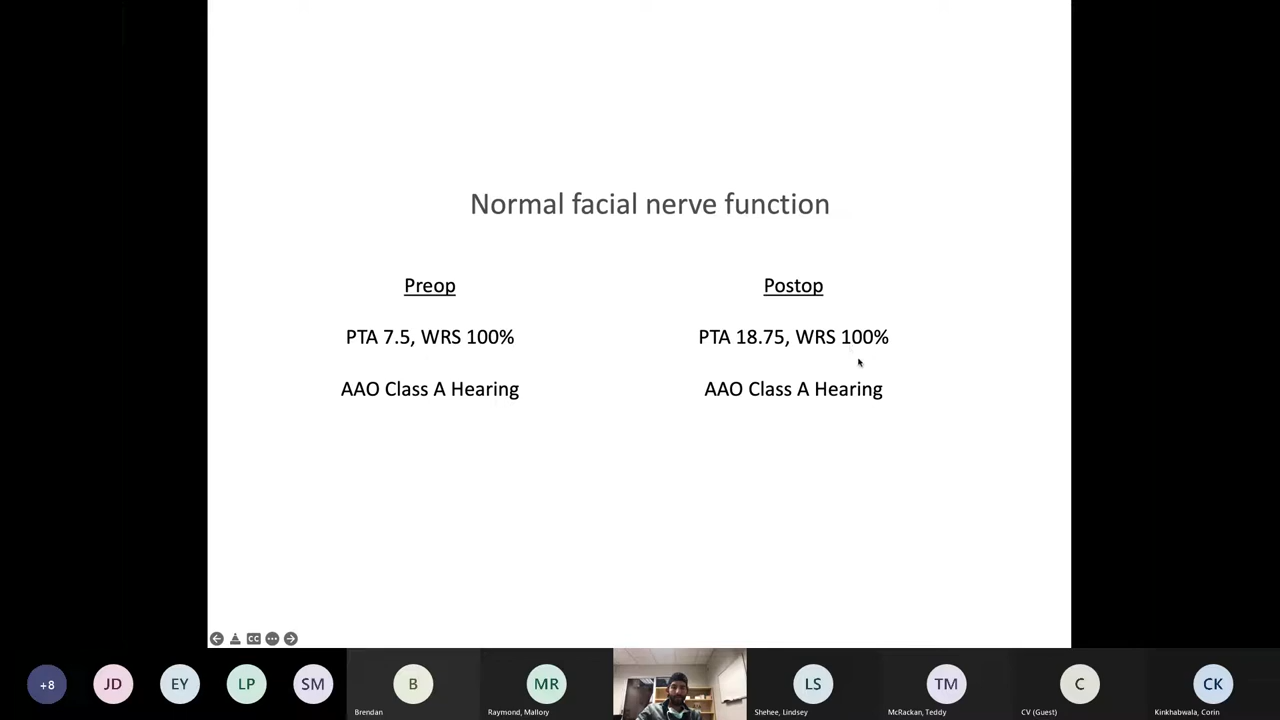 Normal facial nerve function
Preop
Postop
PTA 7.5, WRS 100%
PTA 18.75, WRS 100%
AAO Class A Hearing
AAO Class A Hearing
CC
+8
JD
EY
LP
SM
B
MR
LS
TM
C
CK
Brendan
Raymond, Mallory
Shehee, Lindsey
McRackan, Teddy
CV (Guest)
Kinkhabwala, Corin